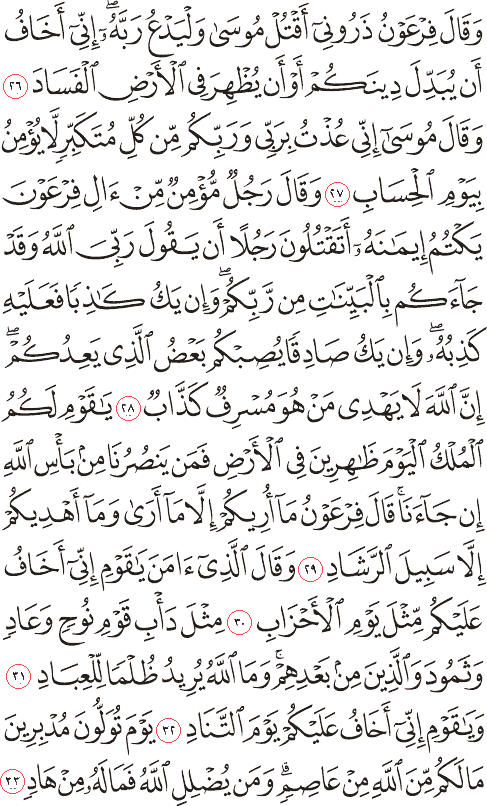 وَقَالَ فِرْعَوْنُ ذَرُونِىٓ أَقْتُلْ مُوسَىٰ وَلْيَدْعُ رَبَّهُۥٓ ۖ إِنِّىٓ أَخَافُ
أَن يُبَدِّلَ دِينَكُمْ أَوْ أَن يُظْهِرَ فِى ٱلْأَرْضِ ٱلْفَسَادَ ٢٦
وَقَالَ مُوسَىٰٓ إِنِّى عُذْتُ بِرَبِّى وَرَبِّكُم مِّن كُلِّ مُتَكَبِّرٍ لَّا يُؤْمِنُ
بِيَوْمِ ٱلْحِسَابِ ٢٧ وَقَالَ رَجُلٌ مُّؤْمِنٌ مِّنْ ءَالِ فِرْعَوْنَ
يَكْتُمُ إِيمَٰنَهُۥٓ أَتَقْتُلُونَ رَجُلًا أَن يَقُولَ رَبِّىَ ٱللَّهُ وَقَدْ
جَآءَكُم بِٱلْبَيِّنَٰتِ مِن رَّبِّكُمْ ۖ وَإِن يَكُ كَٰذِبًا فَعَلَيْهِ
كَذِبُهُۥ ۖ وَإِن يَكُ صَادِقًا يُصِبْكُم بَعْضُ ٱلَّذِى يَعِدُكُمْ ۖ
إِنَّ ٱللَّهَ لَا يَهْدِى مَنْ هُوَ مُسْرِفٌ كَذَّابٌ ٢٨ يَٰقَوْمِ لَكُمُ
ٱلْمُلْكُ ٱلْيَوْمَ ظَٰهِرِينَ فِى ٱلْأَرْضِ فَمَن يَنصُرُنَا مِنۢ بَأْسِ ٱللَّهِ
إِن جَآءَنَا ۚ قَالَ فِرْعَوْنُ مَآ أُرِيكُمْ إِلَّا مَآ أَرَىٰ وَمَآ أَهْدِيكُمْ
إِلَّا سَبِيلَ ٱلرَّشَادِ ٢٩ وَقَالَ ٱلَّذِىٓ ءَامَنَ يَٰقَوْمِ إِنِّىٓ أَخَافُ
عَلَيْكُم مِّثْلَ يَوْمِ ٱلْأَحْزَابِ ٣٠ مِثْلَ دَأْبِ قَوْمِ نُوحٍ وَعَادٍ
وَثَمُودَ وَٱلَّذِينَ مِنۢ بَعْدِهِمْ ۚ وَمَا ٱللَّهُ يُرِيدُ ظُلْمًا لِّلْعِبَادِ ٣١
وَيَٰقَوْمِ إِنِّىٓ أَخَافُ عَلَيْكُمْ يَوْمَ ٱلتَّنَادِ ٣٢ يَوْمَ تُوَلُّونَ مُدْبِرِينَ
مَا لَكُم مِّنَ ٱللَّهِ مِنْ عَاصِمٍ ۗ وَمَن يُضْلِلِ ٱللَّهُ فَمَا لَهُۥ مِنْ هَادٍ ٣٣